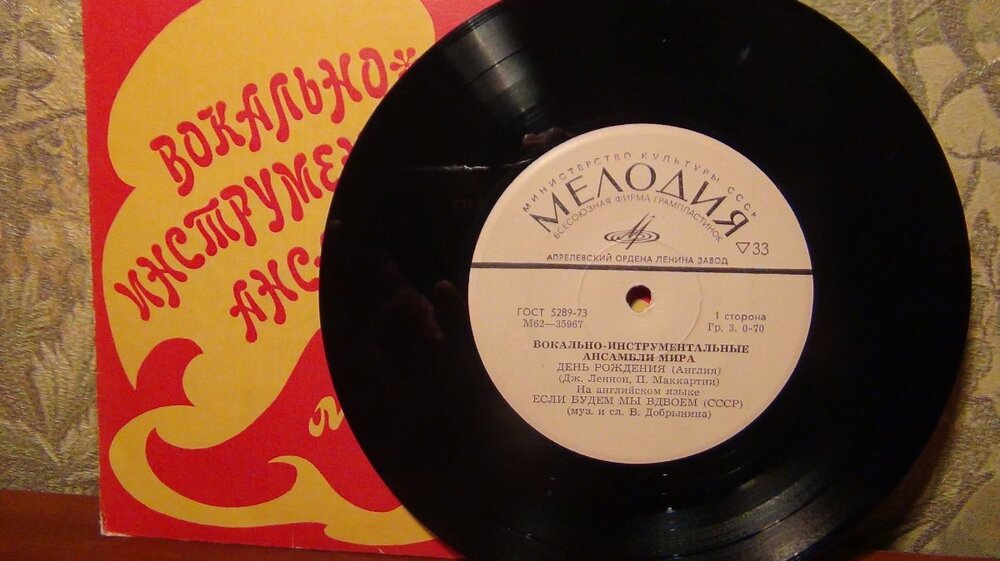 ВОКАЛЬНО
ИНСТРУМЕ
АНС
МИНИСТЕРСТВО КУЛЬТУРЫ СССР
МЕЛОДИЯ
ВСЕСОЮЗНАЯ ФИРМА ГРАМПЛАСТИНОК
▽33
АПРЕЛЕВСКИЙ ОРДЕНА ЛЕНИНА ЗАВОД
ГОСТ 5289-73
М62—35967
1 сторона
Гр. 3. 0-70
ВОКАЛЬНО-ИНСТРУМЕНТАЛЬНЫЕ
АНСАМБЛИ МИРА
ДЕНЬ РОЖДЕНИЯ (Англия)
(Дж. Леннон, П. Маккартни)
На английском языке
ЕСЛИ БУДЕМ МЫ ВДВОЕМ (СССР)
(муз. и сл. В. Добрынина)